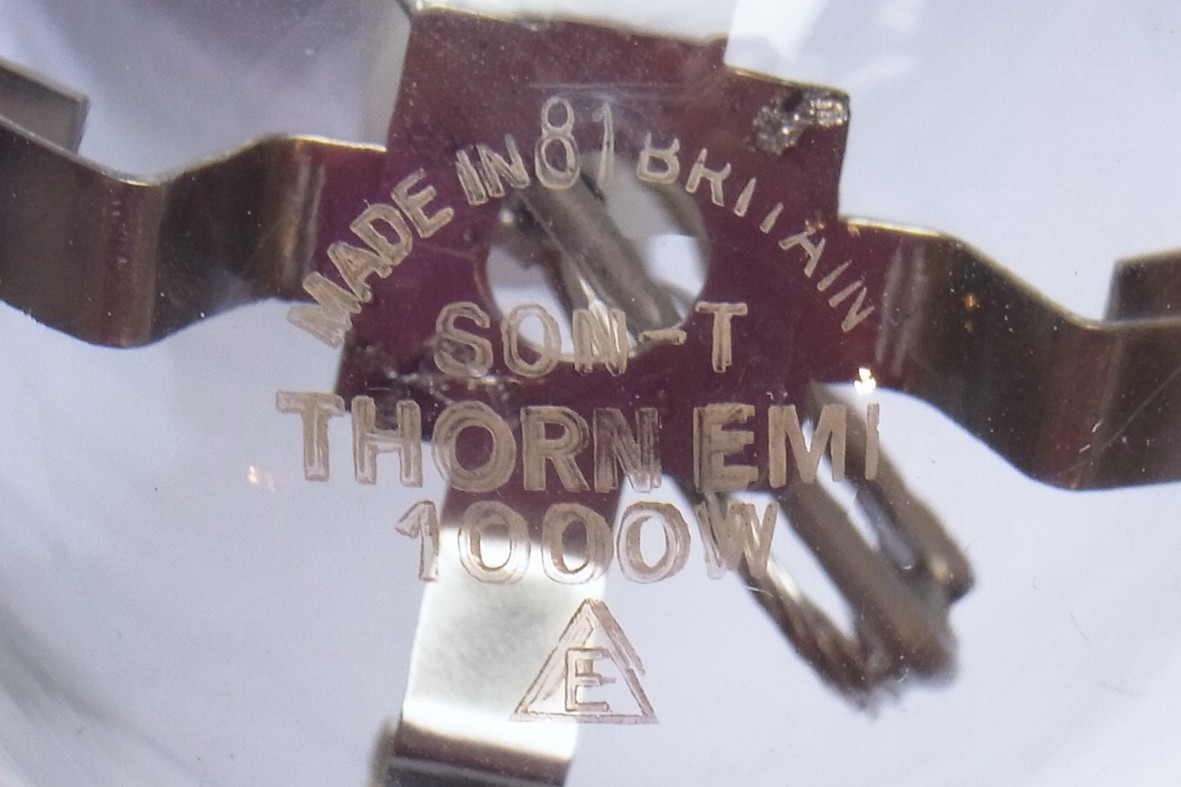 MADE IN 81 BRITAIN
SON-T
THORN EMI
1000W
E